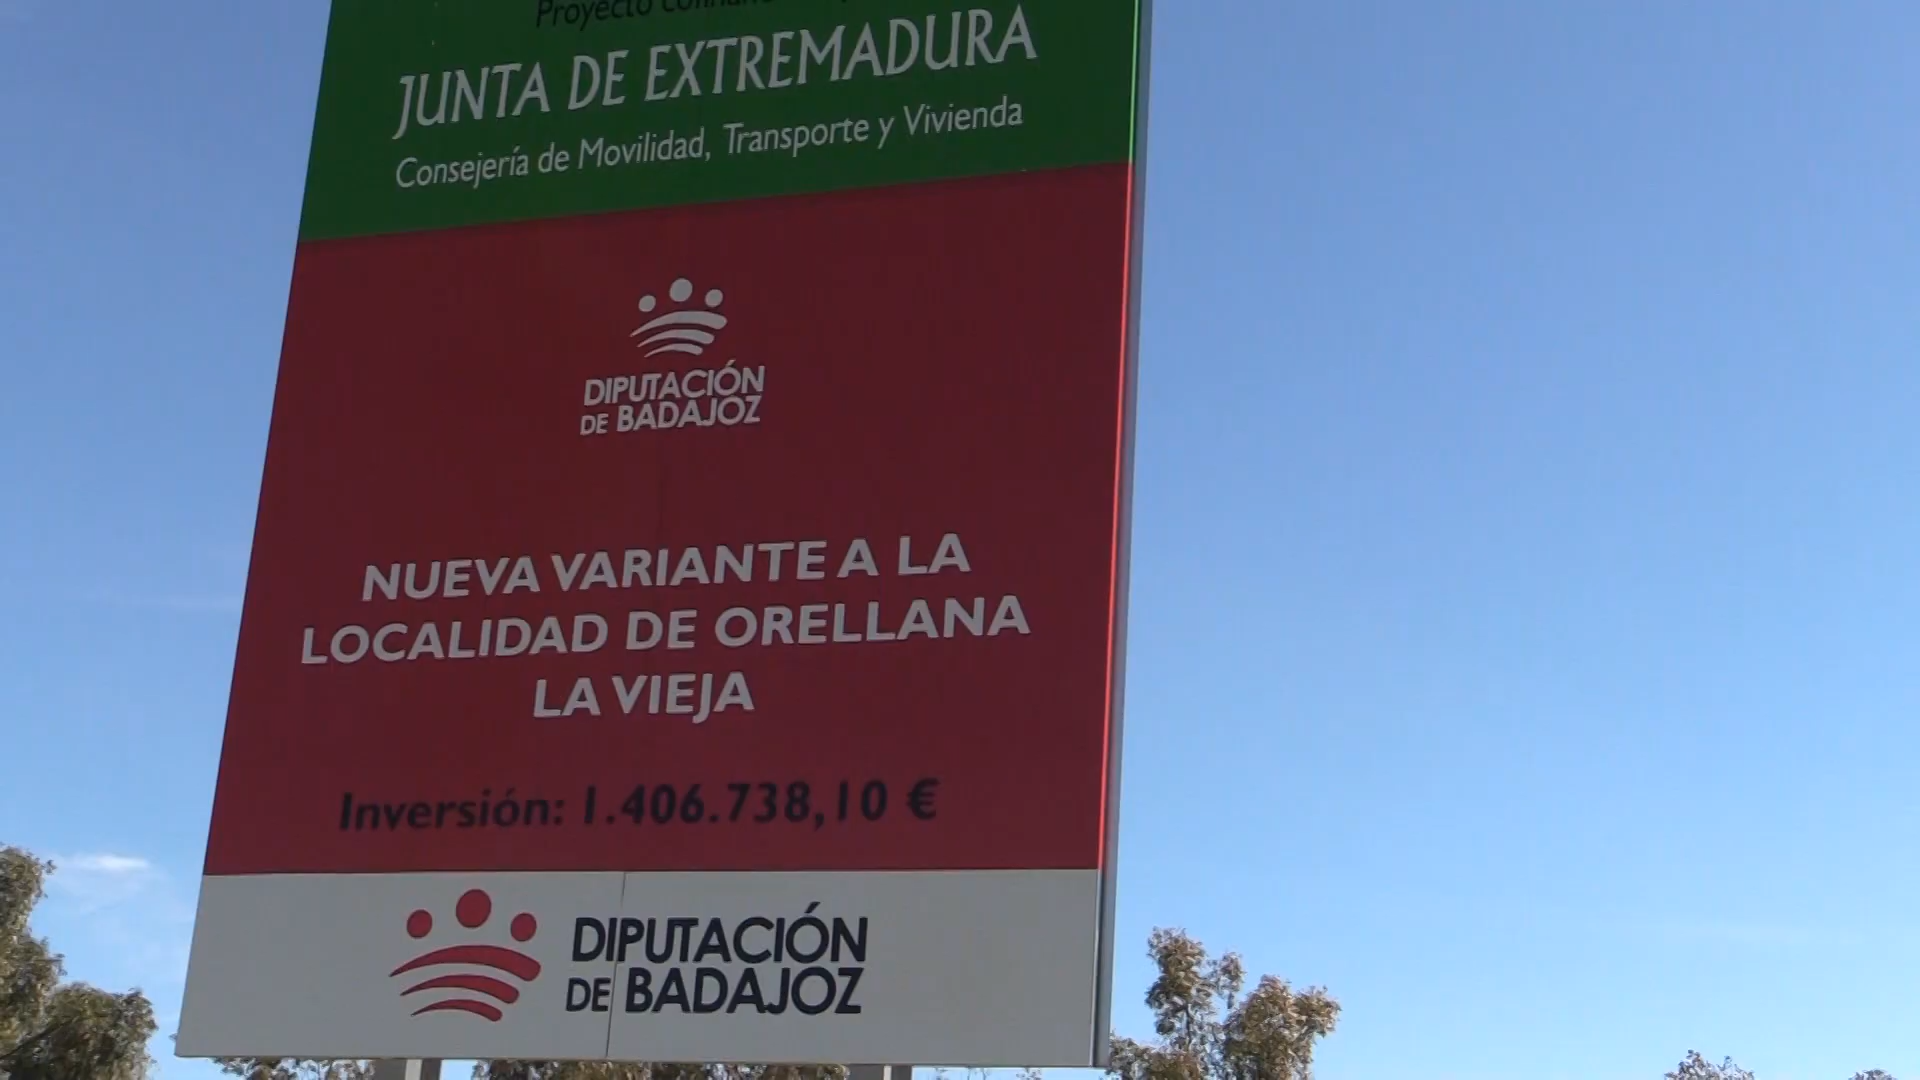 Proyecto
JUNTA DE EXTREMADURA
Consejería de Movilidad, Transporte y Vivienda
DIPUTACIÓN
DE BADAJOZ
NUEVA VARIANTE A LA
LOCALIDAD DE ORELLANA
LA VIEJA
Inversión: 1.406.738,10 €
DIPUTACIÓN
DE BADAJOZ